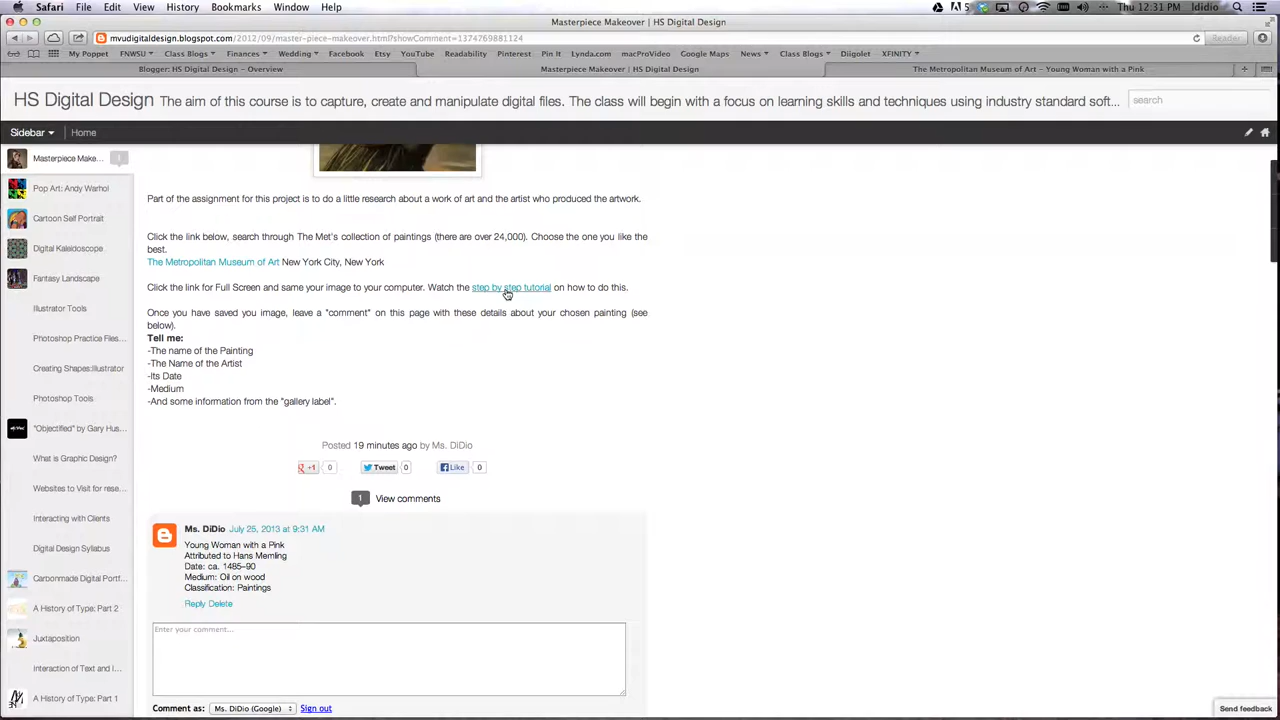 Safari File Edit View History Bookmarks Window Help
5 Thu 12:31 PM ldidio
Masterpiece Makeover | HS Digital Design
mvudigitaldesign.blogspot.com/2012/09/master-piece-makeover.html?showComment=1374769881124 Reader
My Poppet FNWSU Class Blogs Finances Wedding Facebook Etsy YouTube Readability Pinterest Pin It Lynda.com macProVideo Google Maps News Class Blogs Diigolet XFINITY
Blogger: HS Digital Design - Overview
Masterpiece Makeover | HS Digital Design
The Metropolitan Museum of Art – Young Woman with a Pink
HS Digital Design The aim of this course is to capture, create and manipulate digital files. The class will begin with a focus on learning skills and techniques using industry standard soft...
search
Sidebar Home
Masterpiece Make... 1
Pop Art: Andy Warhol
Cartoon Self Portrait
Digital Kaleidoscope
Fantasy Landscape
Illustrator Tools
Photoshop Practice Files...
Creating Shapes:Illustrator
Photoshop Tools
"Objectified" by Gary Hus...
What is Graphic Design?
Websites to Visit for rese...
Interacting with Clients
Digital Design Syllabus
Carbonmade Digital Portf...
A History of Type: Part 2
Juxtaposition
Interaction of Text and I...
A History of Type: Part 1
Part of the assignment for this project is to do a little research about a work of art and the artist who produced the artwork.
Click the link below, search through The Met's collection of paintings (there are over 24,000). Choose the one you like the
best.
The Metropolitan Museum of Art New York City, New York
Click the link for Full Screen and same your image to your computer. Watch the step by step tutorial on how to do this.
Once you have saved you image, leave a "comment" on this page with these details about your chosen painting (see
below).
Tell me:
-The name of the Painting
-The Name of the Artist
-Its Date
-Medium
-And some information from the "gallery label".
Posted 19 minutes ago by Ms. DiDio
+1 0 Tweet 0 Like 0
1 View comments
Ms. DiDio July 25, 2013 at 9:31 AM
Young Woman with a Pink
Attributed to Hans Memling
Date: ca. 1485–90
Medium: Oil on wood
Classification: Paintings
Reply Delete
Enter your comment...
Comment as: Ms. DiDio (Google) Sign out
Send feedback